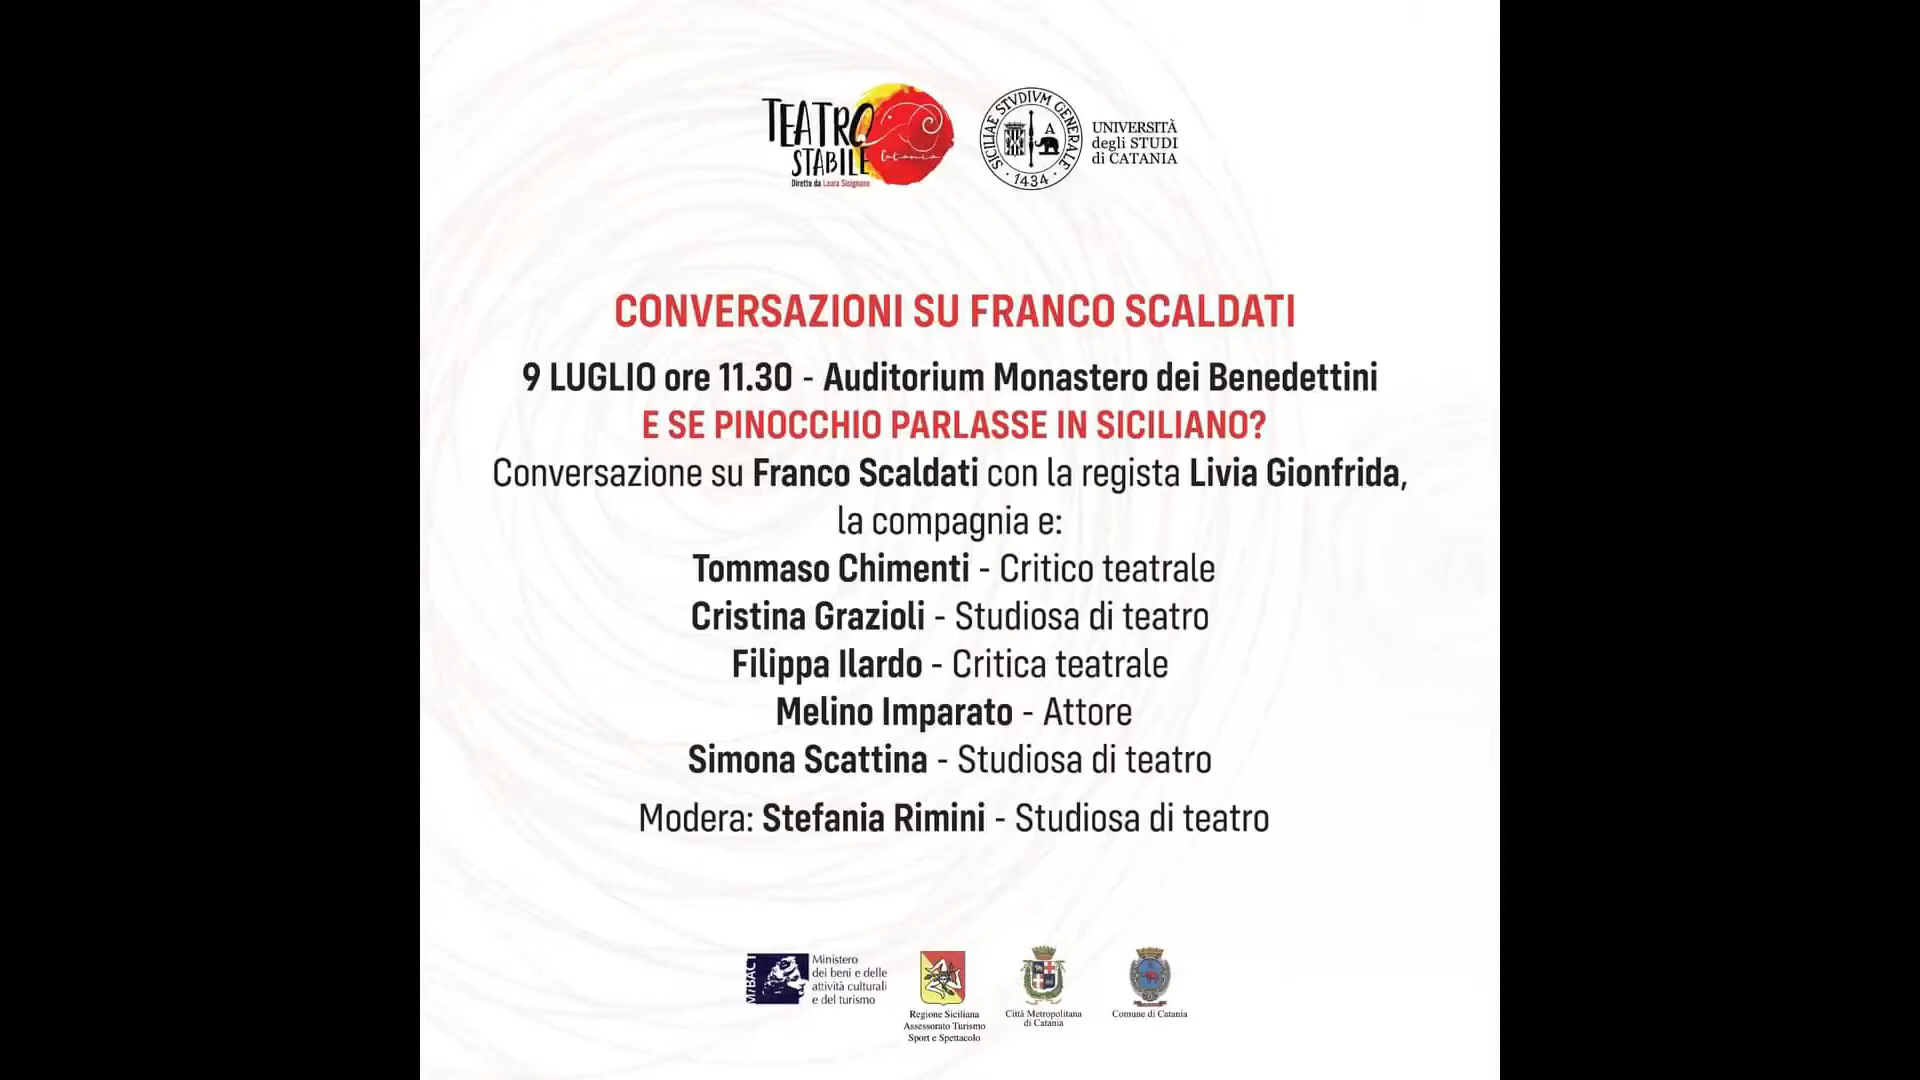 TEATRO
STABILE
Catania
Diretto da Laura Sicignano
SICILIAE STVDIVM GENERALE
1434
UNIVERSITÀ
degli STUDI
di CATANIA
CONVERSAZIONI SU FRANCO SCALDATI
9 LUGLIO ore 11.30 - Auditorium Monastero dei Benedettini
E SE PINOCCHIO PARLASSE IN SICILIANO?
Conversazione su Franco Scaldati con la regista Livia Gionfrida,
la compagnia e:
Tommaso Chimenti - Critico teatrale
Cristina Grazioli - Studiosa di teatro
Filippa Ilardo - Critica teatrale
Melino Imparato - Attore
Simona Scattina - Studiosa di teatro
Modera: Stefania Rimini - Studiosa di teatro
MiBACT
Ministero
dei beni e delle
attività culturali
e del turismo
Regione Siciliana
Assessorato Turismo
Sport e Spettacolo
Città Metropolitana
di Catania
Comune di Catania